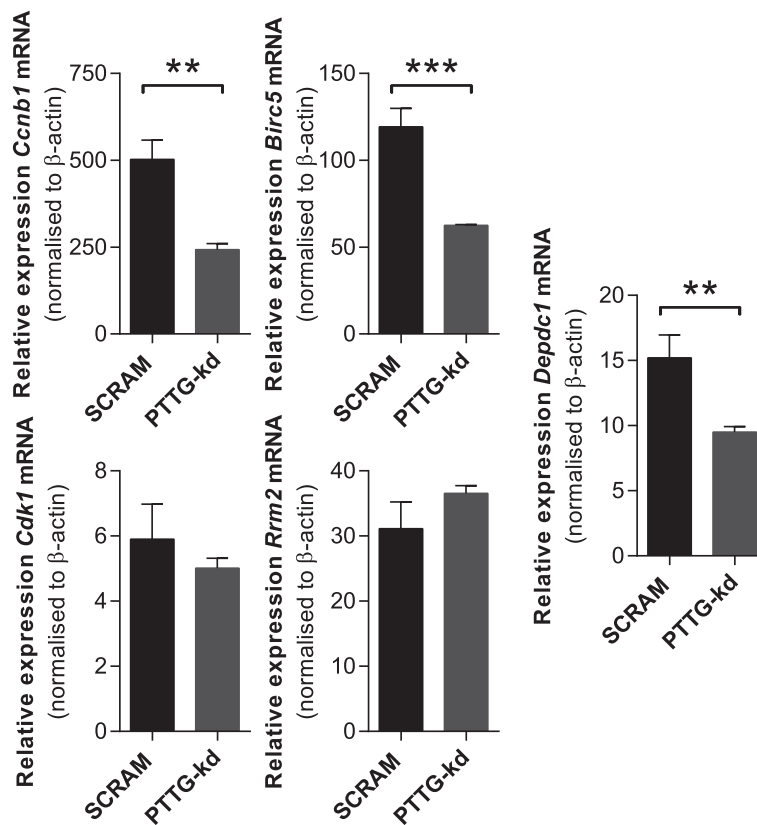 Relative expression Ccnb1 mRNA
(normalised to β-actin)
750
500
250
0
**
SCRAM
PTTG-kd
Relative expression Birc5 mRNA
(normalised to β-actin)
150
100
50
0
***
SCRAM
PTTG-kd
Relative expression Depdc1 mRNA
(normalised to β-actin)
20
15
10
5
0
**
SCRAM
PTTG-kd
Relative expression Cdk1 mRNA
(normalised to β-actin)
8
6
4
2
0
SCRAM
PTTG-kd
Relative expression Rrm2 mRNA
(normalised to β-actin)
40
30
20
10
0
SCRAM
PTTG-kd